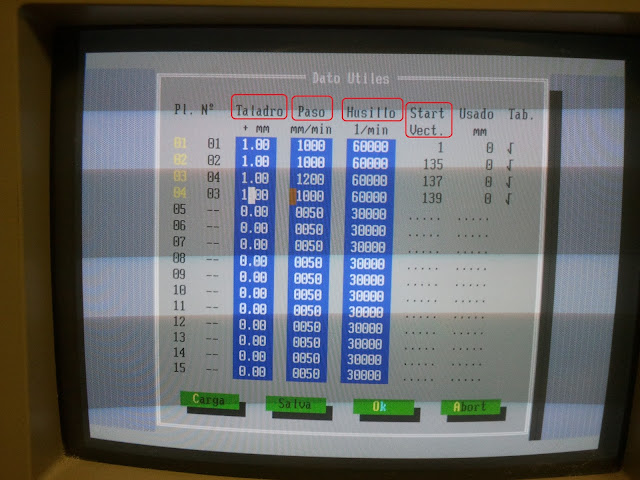 Dato Utiles
Pl. Nº Taladro Paso Husillo Start Usado Tab.
+ mm mm/min 1/min Vect. mm
01 01 1.00 1000 60000 1 0 √
02 02 1.00 1000 60000 135 0 √
03 04 1.00 1200 60000 137 0 √
04 03 1.00 1000 60000 139 0 √
05 -- 0.00 0050 30000 ..... .....
06 -- 0.00 0050 30000 ..... .....
07 -- 0.00 0050 30000 ..... .....
08 -- 0.00 0050 30000 ..... .....
09 -- 0.00 0050 30000 ..... .....
10 -- 0.00 0050 30000 ..... .....
11 -- 0.00 0050 30000 ..... .....
12 -- 0.00 0050 30000 ..... .....
13 -- 0.00 0050 30000 ..... .....
14 -- 0.00 0050 30000 ..... .....
15 -- 0.00 0050 30000 ..... .....
Carga Salva Ok Abort